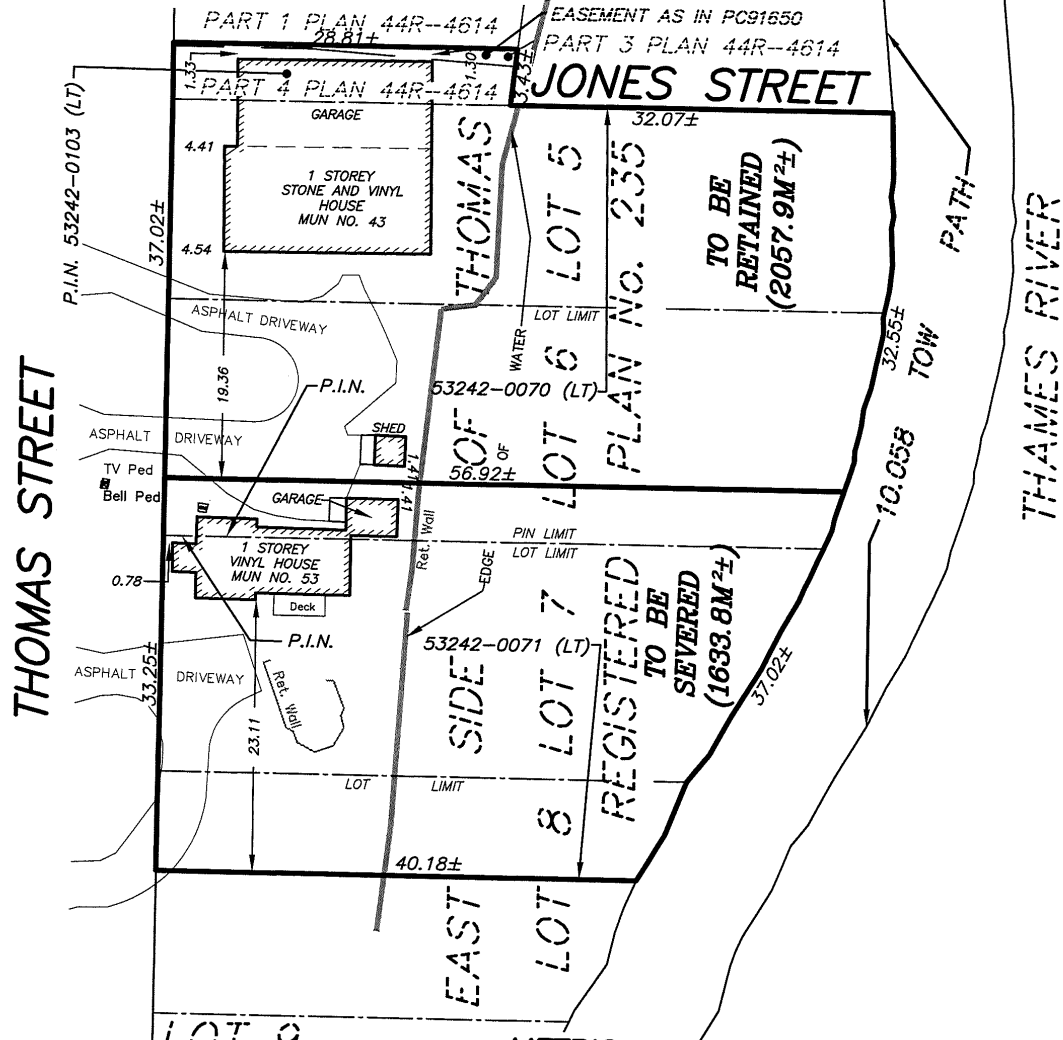 PART 1 PLAN 44R-4614
28.81±
EASEMENT AS IN PC91650
PART 3 PLAN 44R-4614
JONES STREET
1.33
1.30
3.43±
PART 4 PLAN 44R-4614
GARAGE
32.07±
P.I.N. 53242-0103 (LT)
4.41
1 STOREY
STONE AND VINYL
HOUSE
MUN NO. 43
4.54
37.02±
THOMAS
LOT 5
PLAN NO. 235
TO BE
RETAINED
(2057.9M²±)
PATH
THAMES RIVER
ASPHALT DRIVEWAY
LOT LIMIT
WATER
LOT 6
32.55±
TOW
19.36
P.I.N.
53242-0070 (LT)
THOMAS STREET
ASPHALT DRIVEWAY
SHED
1.41
1.41
OF
OF
LOT 6
56.92±
10.058
TV Ped
Bell Ped
GARAGE
Ret. Wall
PIN LIMIT
LOT LIMIT
1 STOREY
VINYL HOUSE
MUN NO. 53
0.78
Deck
EDGE
P.I.N.
53242-0071 (LT)
LOT 7
REGISTERED
TO BE
SEVERED
(1633.8M²±)
37.02±
33.25±
ASPHALT DRIVEWAY
Ret. Wall
23.11
SIDE
LOT LIMIT
LOT 8
40.18±
EAST
LOT
LOT 9